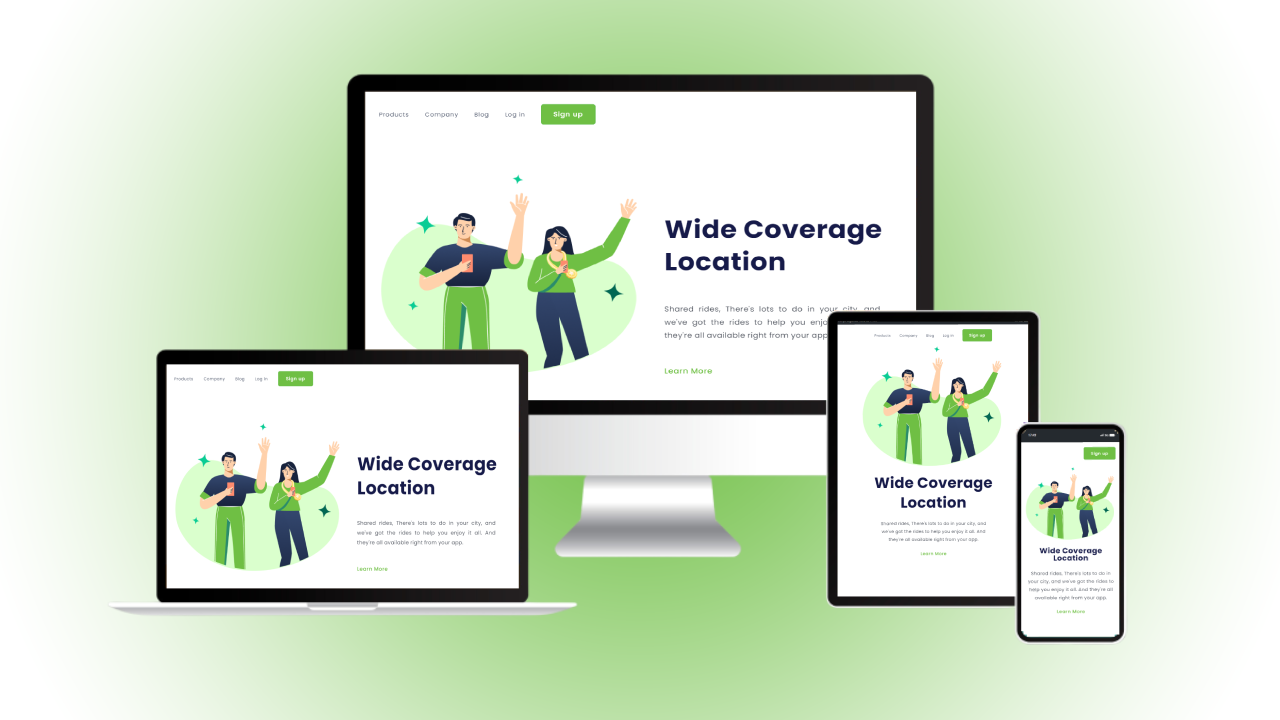 Products Company Blog Log In Sign up
Wide Coverage
Location
Shared rides, There's lots to do in your city, and
we've got the rides to help you enjo
they're all available right from your app
Learn More
Products Company Blog Log In Sign up
Wide Coverage
Location
Shared rides, There's lots to do in your city, and
we've got the rides to help you enjoy it all. And
they're all available right from your app.
Learn More
Products Company Blog Log In Sign up
Wide Coverage
Location
Shared rides, There's lots to do in your city, and
we've got the rides to help you enjoy it all. And
they're all available right from your app.
Learn More
Sign up
Wide Coverage
Location
Shared rides, There's lots to do in
your city, and we've got the rides to
help you enjoy it all. And they're all
available right from your app.
Learn More